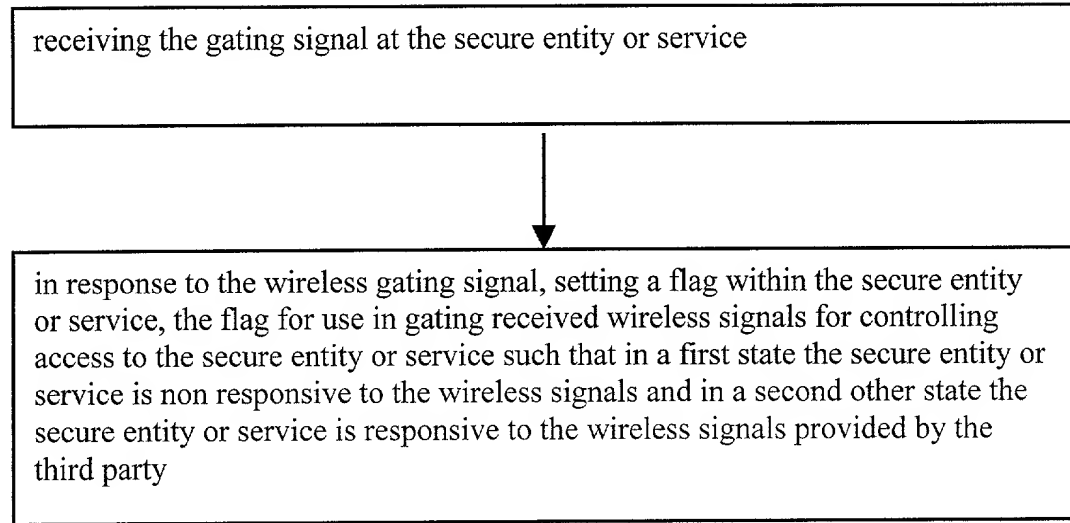 receiving the gating signal at the secure entity or service
in response to the wireless gating signal, setting a flag within the secure entity
or service, the flag for use in gating received wireless signals for controlling
access to the secure entity or service such that in a first state the secure entity or
service is non responsive to the wireless signals and in a second other state the
secure entity or service is responsive to the wireless signals provided by the
third party